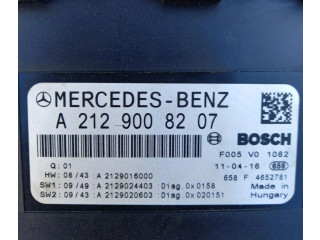 MERCEDES-BENZ
A 212 900 82 07
BOSCH
Q: 01 F005 V0 1062
HW: 08/43: A 2129016000 11-04-16 658
SW1: 09/49: A 2129024403: Diag. 0x0158 658 F 4652781
SW2: 09/43: A 2129020603: Diag. 0x020151 Made in Hungary